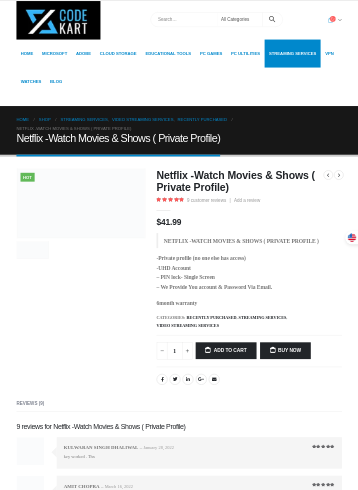 CODE
KART
Search...
All Categories
HOME
MICROSOFT
ADOBE
CLOUD STORAGE
EDUCATIONAL TOOLS
PC GAMES
PC UTILITIES
STREAMING SERVICES
VPN
WATCHES
BLOG
HOME / SHOP / STREAMING SERVICES, VIDEO STREAMING SERVICES, RECENTLY PURCHASED /
NETFLIX -WATCH MOVIES & SHOWS ( PRIVATE PROFILE)
Netflix -Watch Movies & Shows ( Private Profile)
HOT
Netflix -Watch Movies & Shows (
Private Profile)
9 customer reviews | Add a review
$41.99
NETFLIX -WATCH MOVIES & SHOWS ( PRIVATE PROFILE )
-Private profile (no one else has access)
-UHD Account
– PIN lock- Single Screen
– We Provide You account & Password Via Email.
6month warranty
CATEGORIES: RECENTLY PURCHASED, STREAMING SERVICES,
VIDEO STREAMING SERVICES
− 1 +
ADD TO CART
BUY NOW
REVIEWS (9)
9 reviews for Netflix -Watch Movies & Shows ( Private Profile)
KULWARAN SINGH DHALIWAL – January 28, 2022
hey worked . Thx
AMIT CHOPRA – March 18, 2022